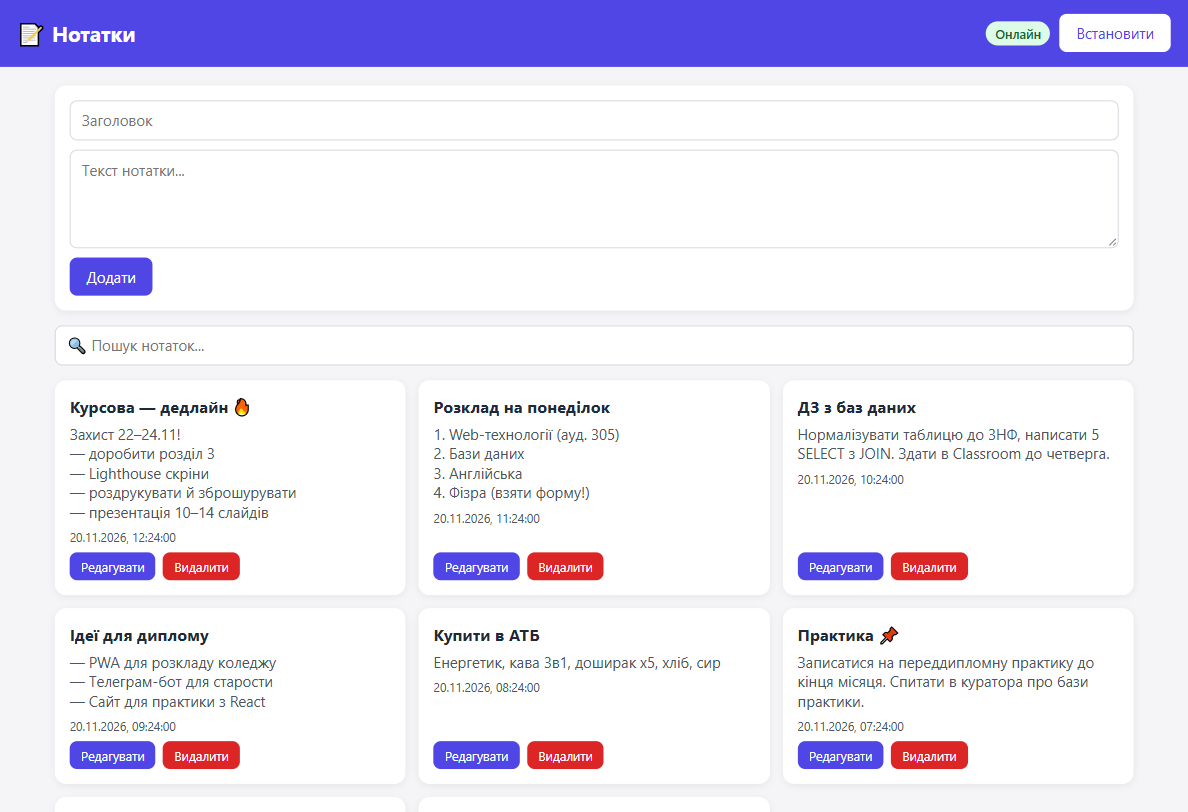 📝 Нотатки
Онлайн
Встановити
Заголовок
Текст нотатки...
Додати
🔍 Пошук нотаток...
Курсова — дедлайн 🔥
Захист 22–24.11!
— доробити розділ 3
— Lighthouse скріни
— роздрукувати й зброшурувати
— презентація 10–14 слайдів
20.11.2026, 12:24:00
Редагувати
Видалити
Розклад на понеділок
1. Web-технології (ауд. 305)
2. Бази даних
3. Англійська
4. Фізра (взяти форму!)
20.11.2026, 11:24:00
Редагувати
Видалити
ДЗ з баз даних
Нормалізувати таблицю до 3НФ, написати 5
SELECT з JOIN. Здати в Classroom до четверга.
20.11.2026, 10:24:00
Редагувати
Видалити
Ідеї для диплому
— PWA для розкладу коледжу
— Телеграм-бот для старости
— Сайт для практики з React
20.11.2026, 09:24:00
Редагувати
Видалити
Купити в АТБ
Енергетик, кава 3в1, доширак х5, хліб, сир
20.11.2026, 08:24:00
Редагувати
Видалити
Практика 📌
Записатися на переддипломну практику до
кінця місяця. Спитати в куратора про бази
практики.
20.11.2026, 07:24:00
Редагувати
Видалити